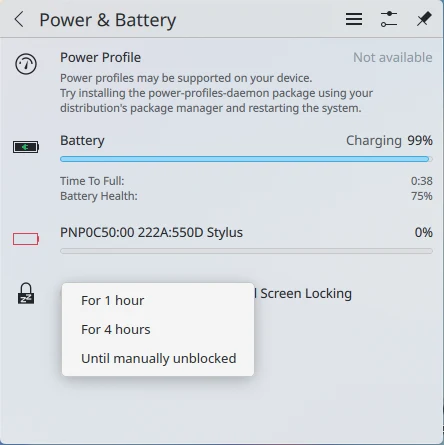 Power & Battery
Power Profile Not available
Power profiles may be supported on your device.
Try installing the power-profiles-daemon package using your
distribution's package manager and restarting the system.
Battery Charging 99%
Time To Full: 0:38
Battery Health: 75%
PNP0C50:00 222A:550D Stylus 0%
Screen Locking
For 1 hour
For 4 hours
Until manually unblocked